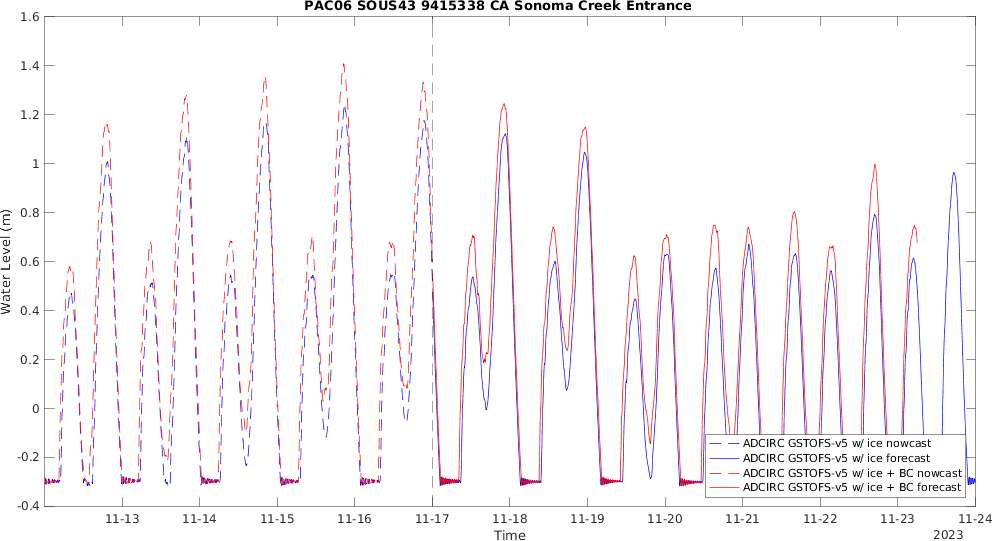 PAC06 SOUS43 9415338 CA Sonoma Creek Entrance
Water Level (m)
1.6
1.4
1.2
1
0.8
0.6
0.4
0.2
0
-0.2
-0.4
ADCIRC GSTOFS-v5 w/ ice nowcast
ADCIRC GSTOFS-v5 w/ ice forecast
ADCIRC GSTOFS-v5 w/ ice + BC nowcast
ADCIRC GSTOFS-v5 w/ ice + BC forecast
11-13 11-14 11-15 11-16 11-17 11-18 11-19 11-20 11-21 11-22 11-23 11-24
Time
2023